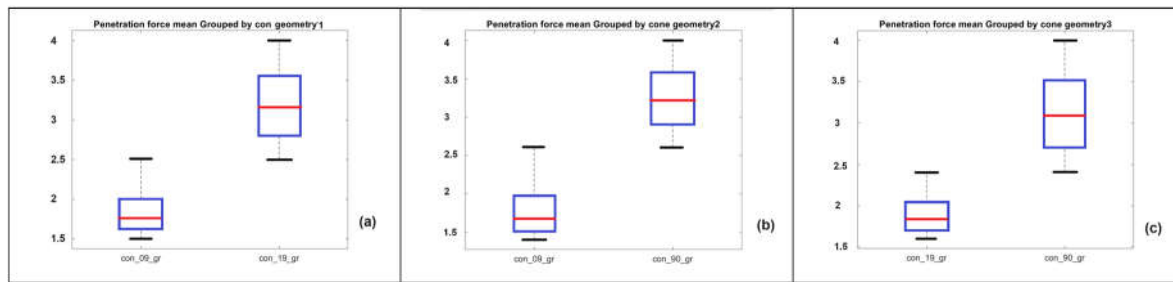 Penetration force mean Grouped by con geometry1
4
3.5
3
2.5
2
1.5
con_09_gr con_19_gr
(a)
Penetration force mean Grouped by cone geometry2
4
3.5
3
2.5
2
1.5
con_09_gr con_90_gr
(b)
Penetration force mean Grouped by cone geometry3
4
3.5
3
2.5
2
1.5
con_19_gr con_90_gr
(c)